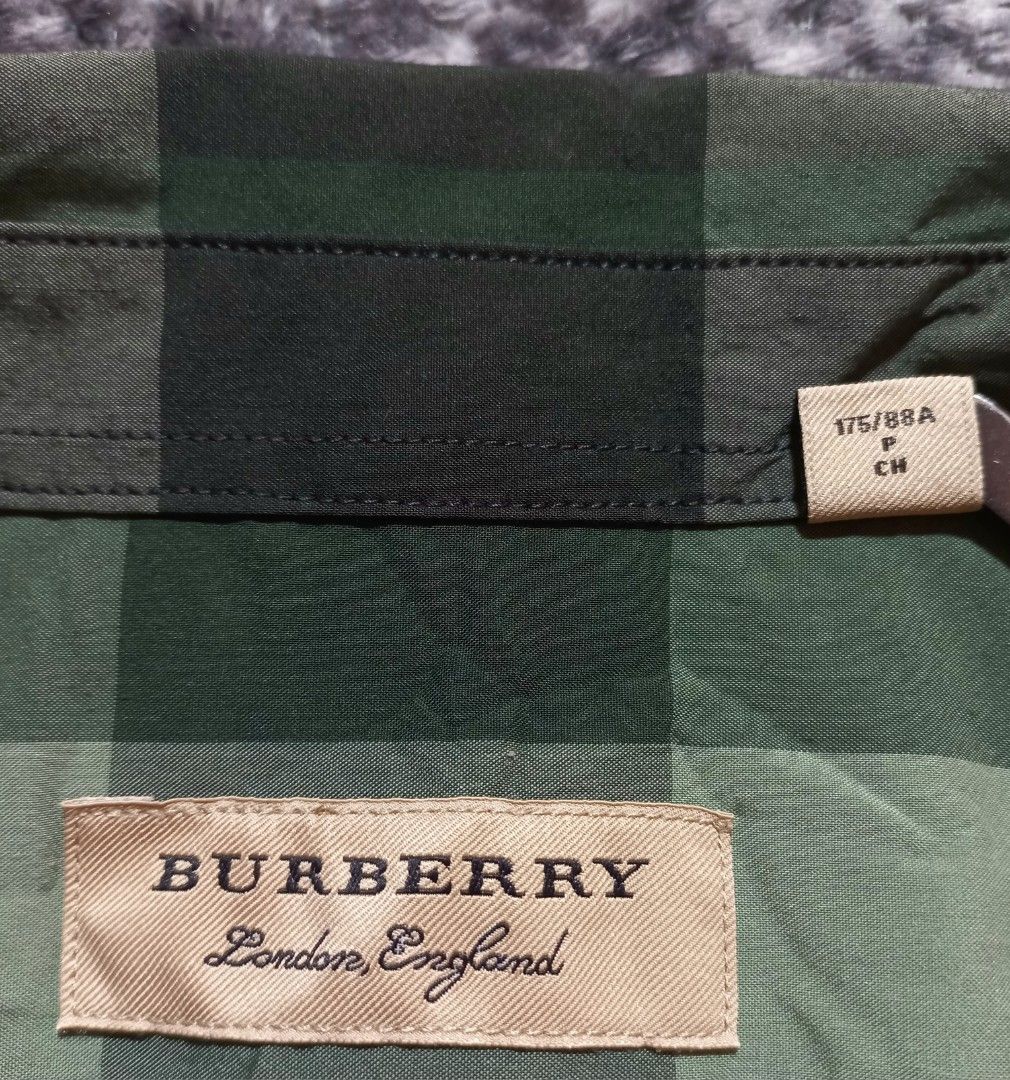 175/88A
P
CH
BURBERRY
London, England